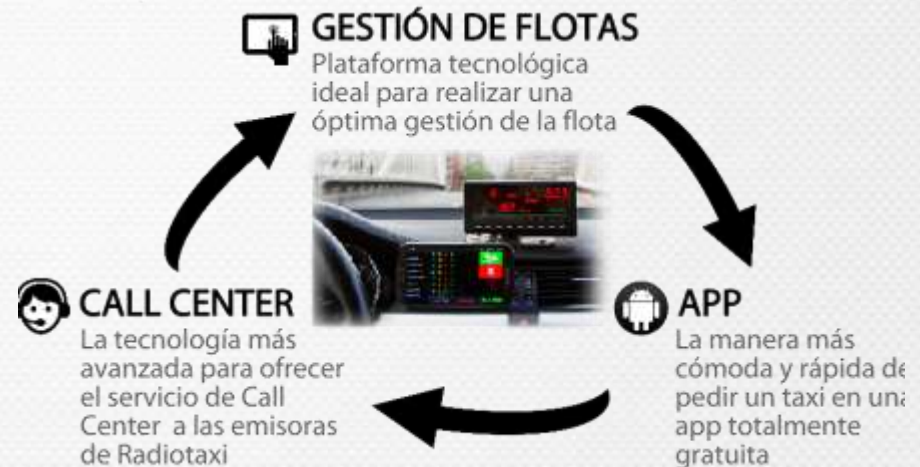 GESTIÓN DE FLOTAS
Plataforma tecnológica
ideal para realizar una
óptima gestión de la flota
CALL CENTER
La tecnología más
avanzada para ofrecer
el servicio de Call
Center a las emisoras
de Radiotaxi
APP
La manera más
cómoda y rápida de
pedir un taxi en una
app totalmente
gratuita